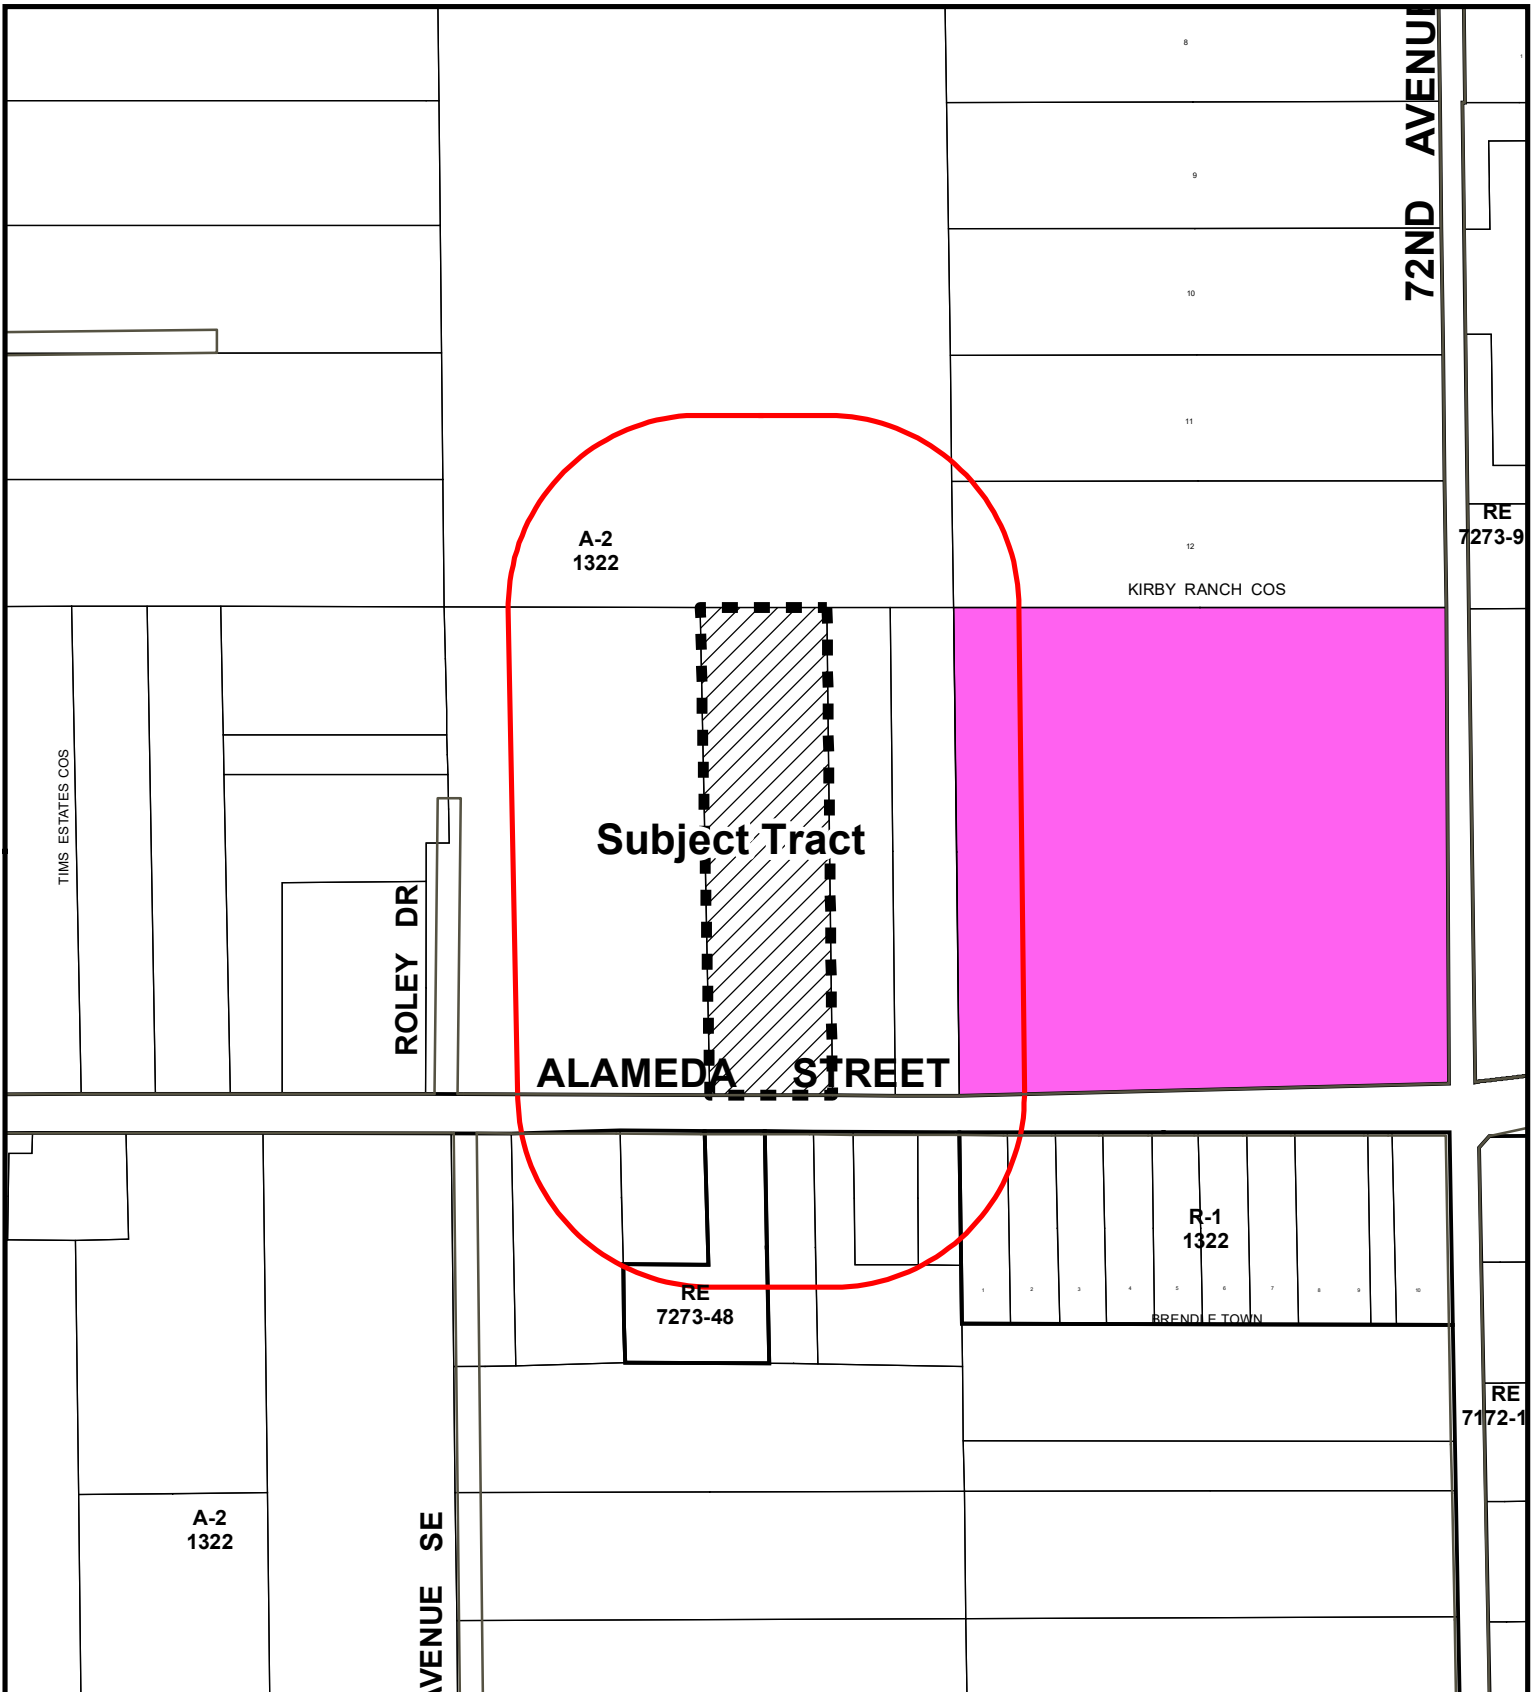 72ND AVENUE
8
1
9
10
11
12
KIRBY RANCH COS
RE
7273-9
A-2
1322
TIMS ESTATES COS
Subject Tract
ROLEY DR
ALAMEDA STREET
R-1
1322
1 2 3 4 5 6 7 8 9 10
BRENDLE TOWN
RE
7273-48
RE
7172-1
A-2
1322
AVENUE SE